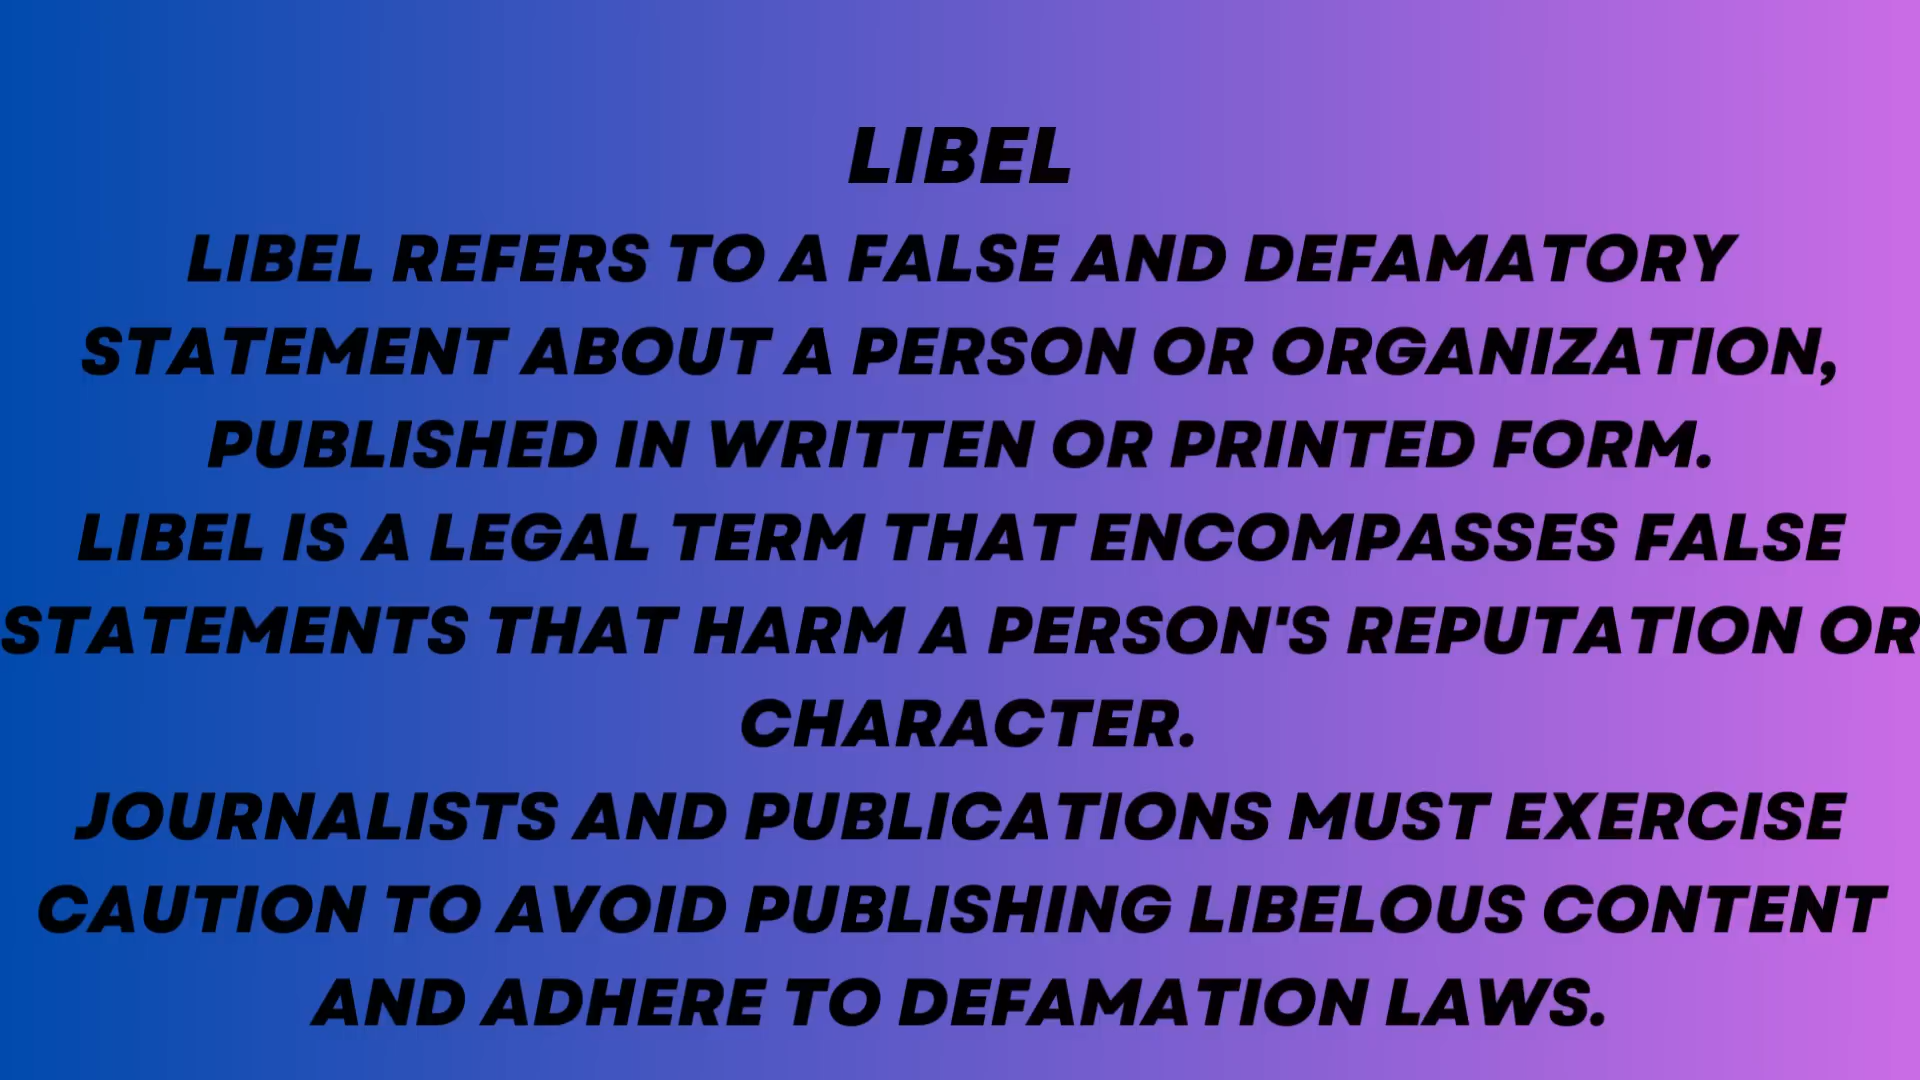 LIBEL
LIBEL REFERS TO A FALSE AND DEFAMATORY
STATEMENT ABOUT A PERSON OR ORGANIZATION,
PUBLISHED IN WRITTEN OR PRINTED FORM.
LIBEL IS A LEGAL TERM THAT ENCOMPASSES FALSE
STATEMENTS THAT HARM A PERSON'S REPUTATION OR
CHARACTER.
JOURNALISTS AND PUBLICATIONS MUST EXERCISE
CAUTION TO AVOID PUBLISHING LIBELOUS CONTENT
AND ADHERE TO DEFAMATION LAWS.